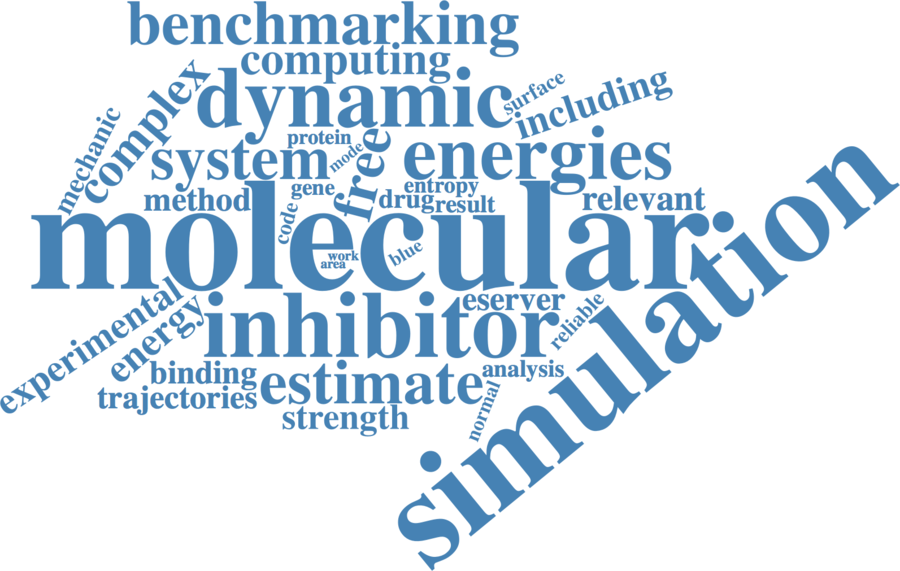 benchmarking
computing
dynamic
complex
surface
including
mechanic
protein
mode
free
system
energies
gene
entropy
method
drug
result
relevant
code
molecular
simulation
work
area
blue
experimental
energy
inhibitor
eserver
reliable
binding
estimate
analysis
trajectories
normal
strength